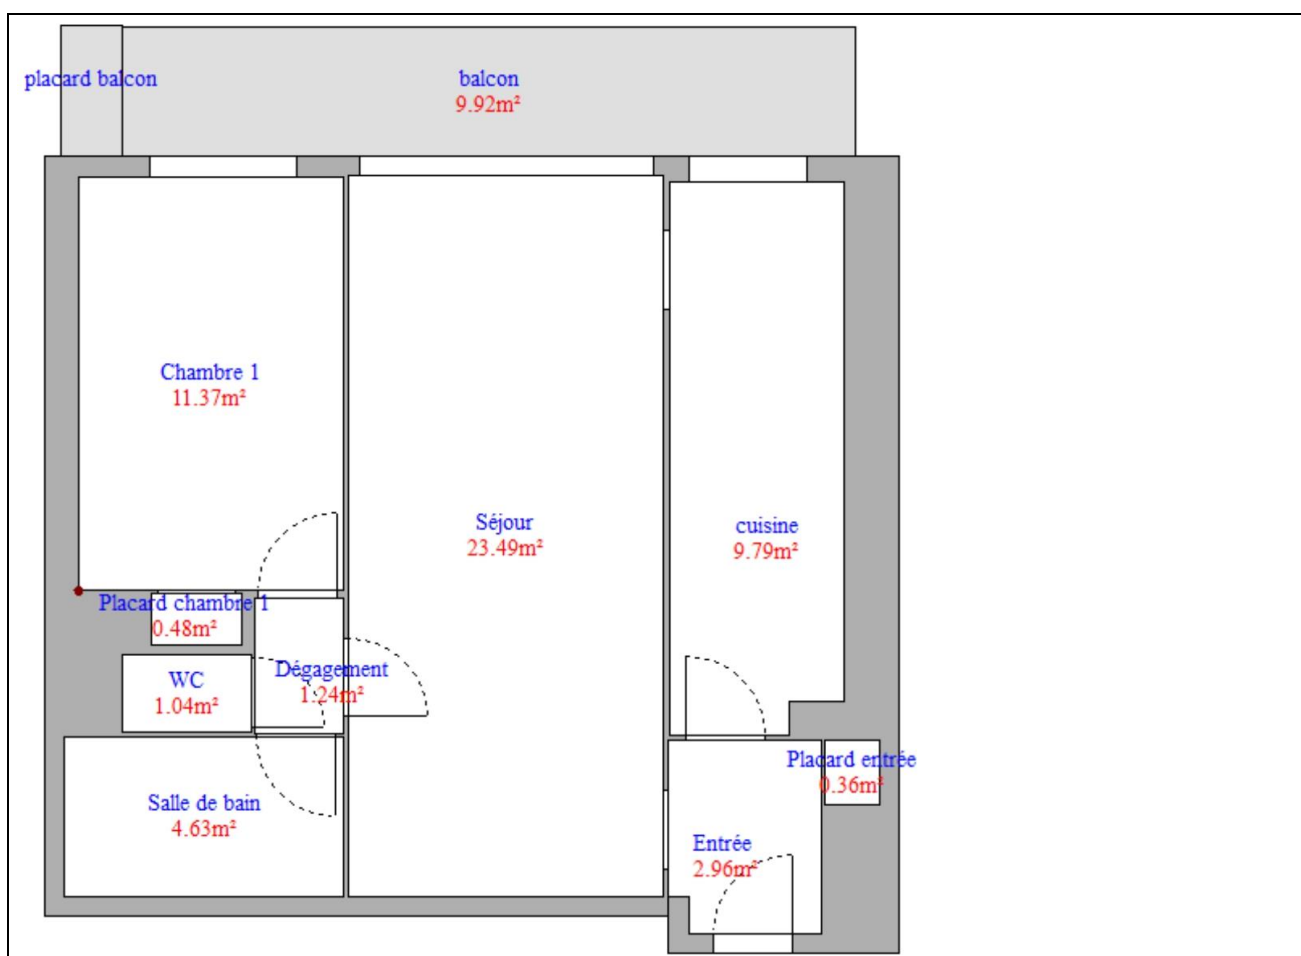 placard balcon
balcon
9.92m²
Chambre 1
11.37m²
Séjour
23.49m²
cuisine
9.79m²
Placard chambre 1
0.48m²
WC
1.04m²
Dégagement
1.24m²
Placard entrée
0.36m²
Salle de bain
4.63m²
Entrée
2.96m²